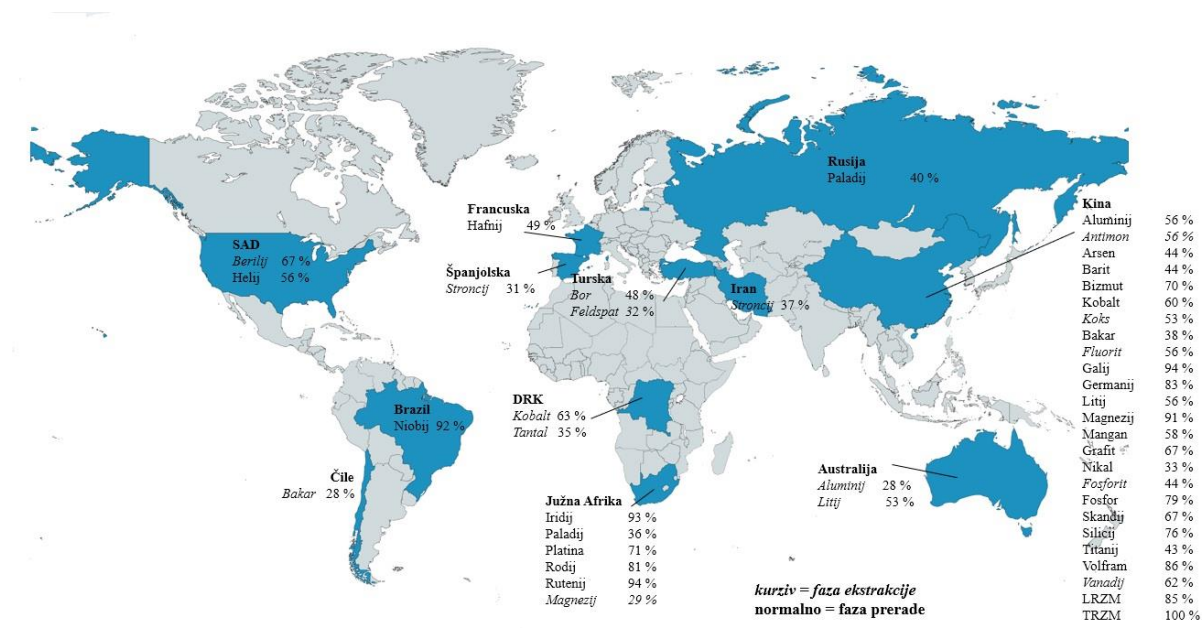 Rusija
Paladij 40 %
Francuska
Hafnij 49 %
SAD
Berilij 67 %
Helij 56 %
Španjolska
Stroncij 31 %
Turska
Bor 48 %
Feldspat 32 %
Iran
Stroncij 37 %
Kina
Aluminij 56 %
Antimon 56 %
Arsen 44 %
Barit 44 %
Bizmut 70 %
Kobalt 60 %
Koks 53 %
Bakar 38 %
Fluorit 56 %
Galij 94 %
Germanij 83 %
Litij 56 %
Magnezij 91 %
Mangan 58 %
Grafit 67 %
Nikal 33 %
Fosforit 44 %
Fosfor 79 %
Skandij 67 %
Silicij 76 %
Titanij 43 %
Volfram 86 %
Vanadij 62 %
LRZM 85 %
TRZM 100 %
DRK
Kobalt 63 %
Tantal 35 %
Brazil
Niobij 92 %
Čile
Bakar 28 %
Australija
Aluminij 28 %
Litij 53 %
Južna Afrika
Iridij 93 %
Paladij 36 %
Platina 71 %
Rodij 81 %
Rutenij 94 %
Magnezij 29 %
kurziv = faza ekstrakcije
normalno = faza prerade